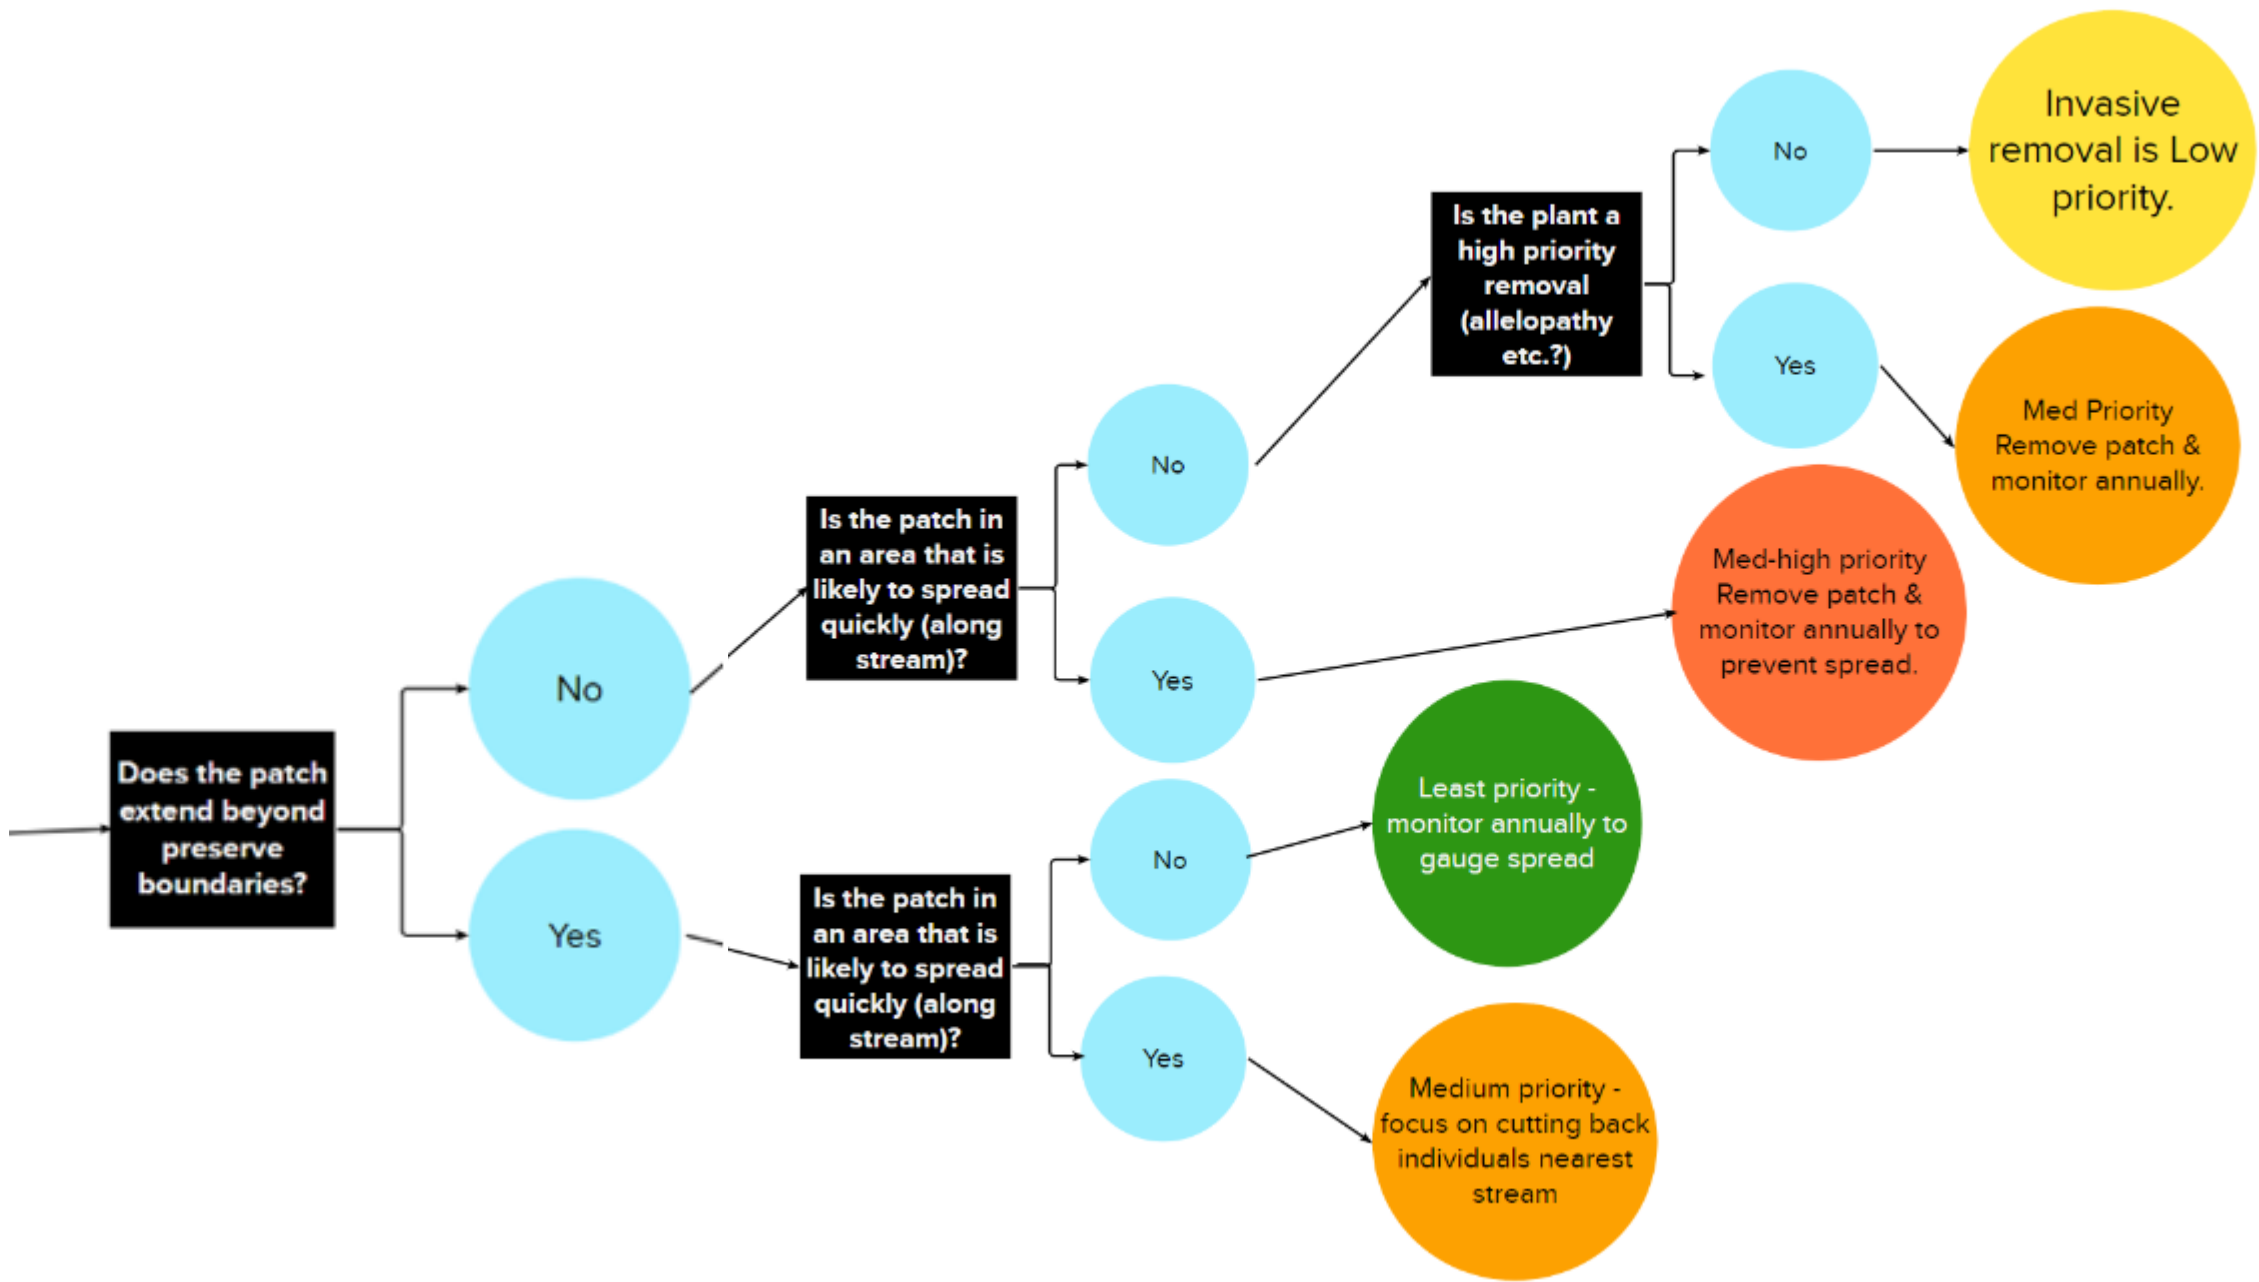 Does the patch
extend beyond
preserve
boundaries?
No
Yes
Is the patch in
an area that is
likely to spread
quickly (along
stream)?
No
Yes
Is the plant a
high priority
removal
(allelopathy
etc.?)
No
Invasive
removal is Low
priority.
Yes
Med Priority
Remove patch &
monitor annually.
Med-high priority
Remove patch &
monitor annually to
prevent spread.
Is the patch in
an area that is
likely to spread
quickly (along
stream)?
No
Least priority -
monitor annually to
gauge spread
Yes
Medium priority -
focus on cutting back
individuals nearest
stream